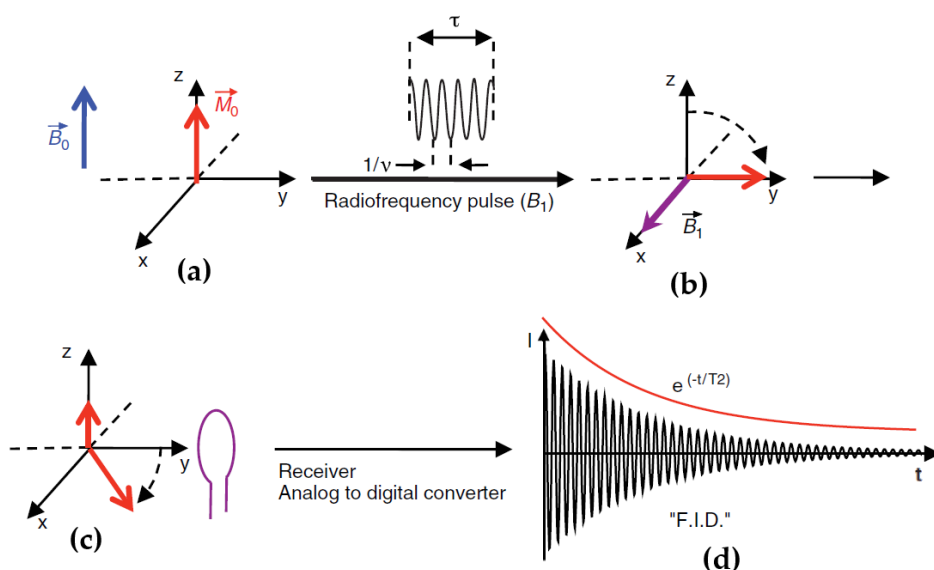 τ
z
M₀
B₀
y
x
(a)
1/ν
Radiofrequency pulse (B₁)
z
y
B₁
x
(b)
z
y
x
(c)
Receiver
Analog to digital converter
I
e(-t/T2)
t
"F.I.D."
(d)